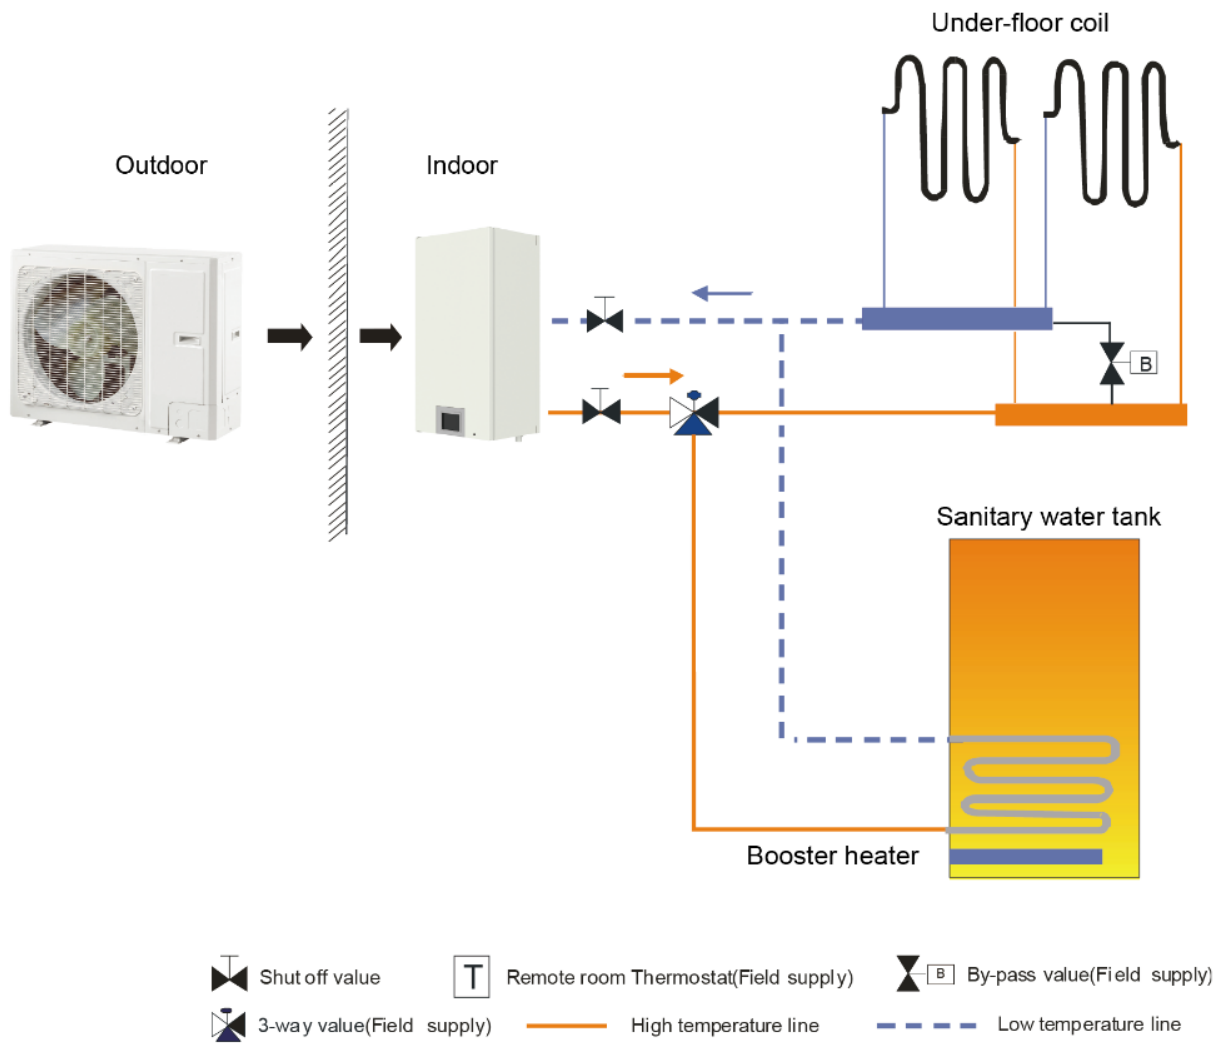 Under-floor coil
Outdoor
Indoor
B
Sanitary water tank
Booster heater
Shut off value
T Remote room Thermostat(Field supply)
B By-pass value(Field supply)
3-way value(Field supply)
High temperature line
Low temperature line